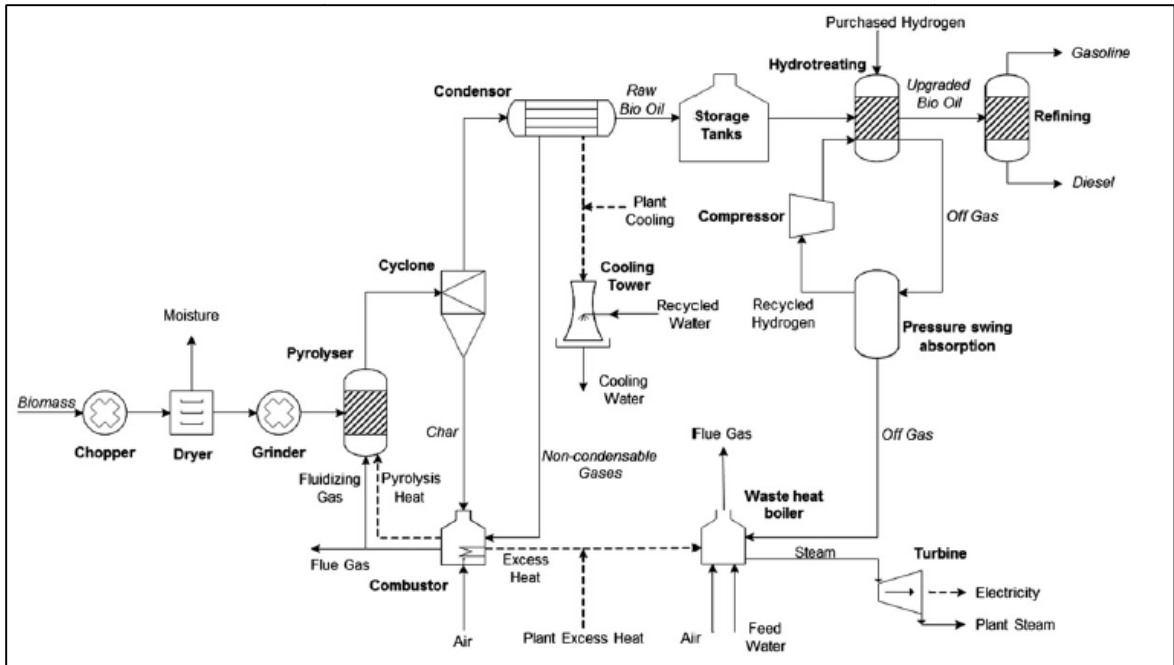 Purchased Hydrogen
Gasoline
Hydrotreating
Condensor
Raw
Bio Oil
Upgraded
Bio Oil
Storage
Tanks
Refining
Diesel
Plant
Cooling
Compressor
Off Gas
Cyclone
Cooling
Tower
Recycled
Water
Recycled
Hydrogen
Pressure swing
absorption
Moisture
Pyrolyser
Cooling
Water
Biomass
Chopper
Dryer
Grinder
Char
Non-condensable
Gases
Off Gas
Fluidizing
Gas
Pyrolysis
Heat
Flue Gas
Waste heat
boiler
Flue Gas
Combustor
Excess
Heat
Steam
Turbine
Electricity
Plant Steam
Air
Plant Excess Heat
Air
Feed
Water